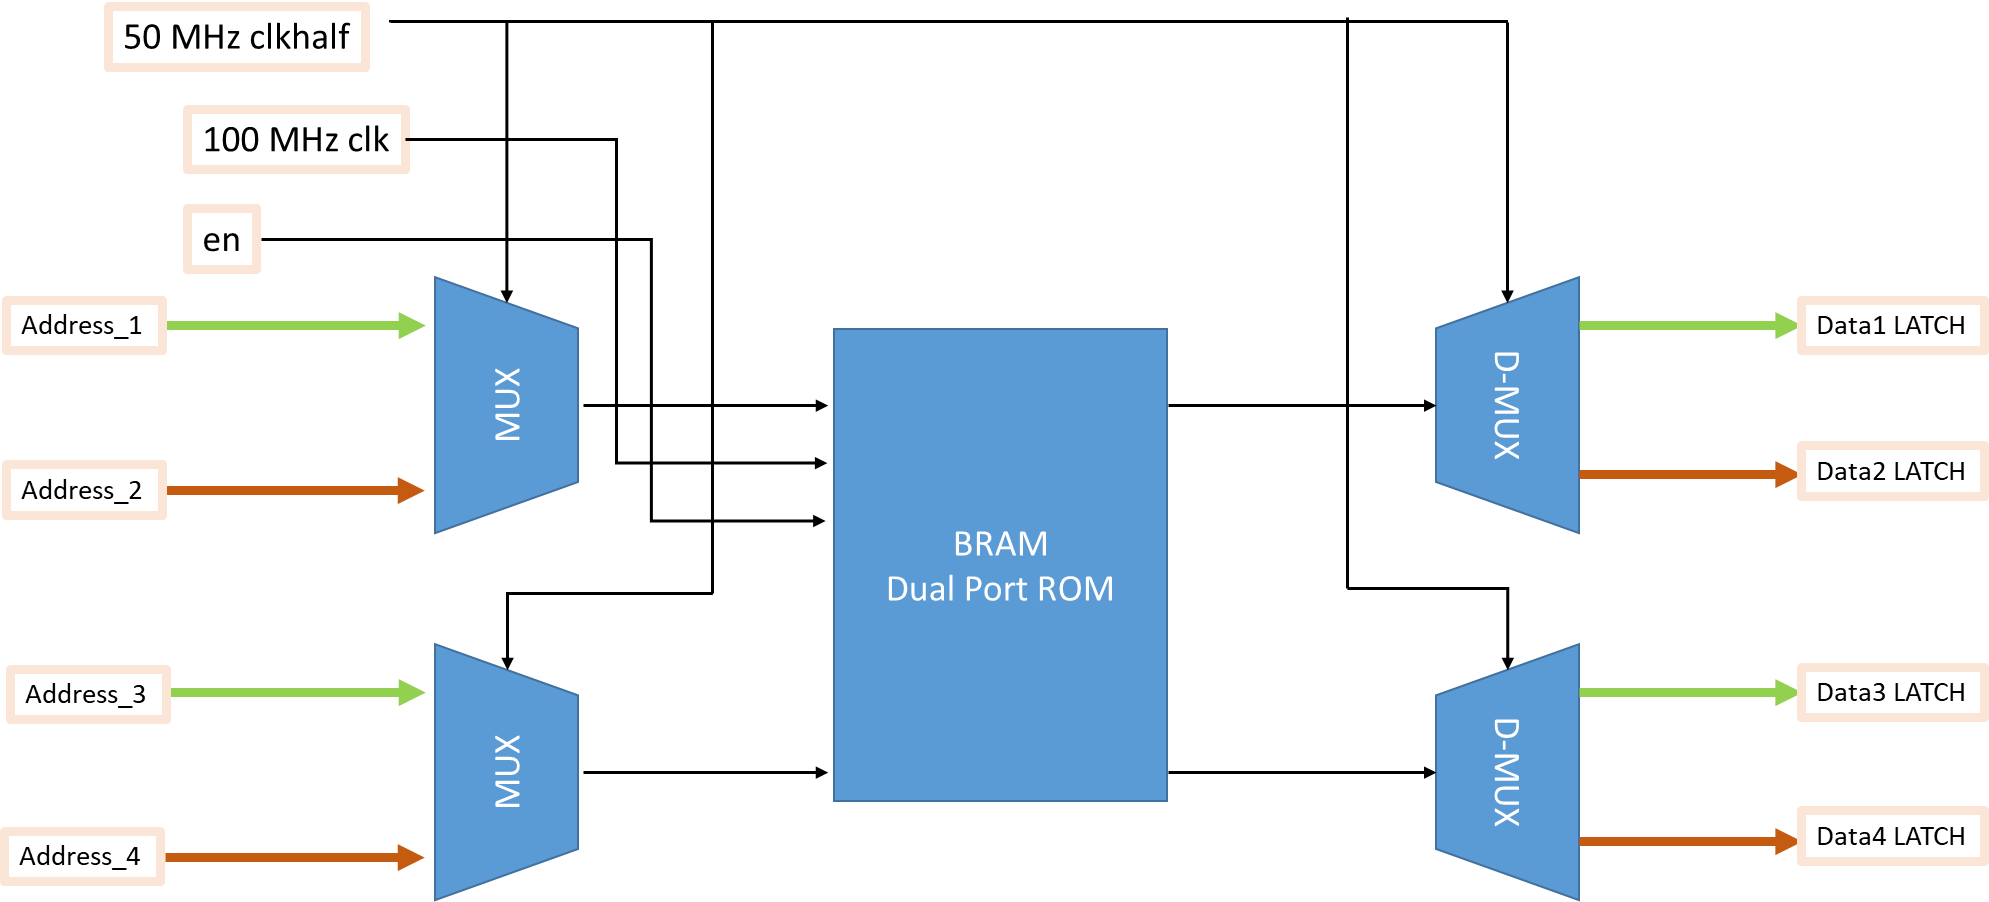 50 MHz clkhalf
100 MHz clk
en
Address_1
Address_2
Address_3
Address_4
MUX
MUX
BRAM
Dual Port ROM
D-MUX
D-MUX
Data1 LATCH
Data2 LATCH
Data3 LATCH
Data4 LATCH